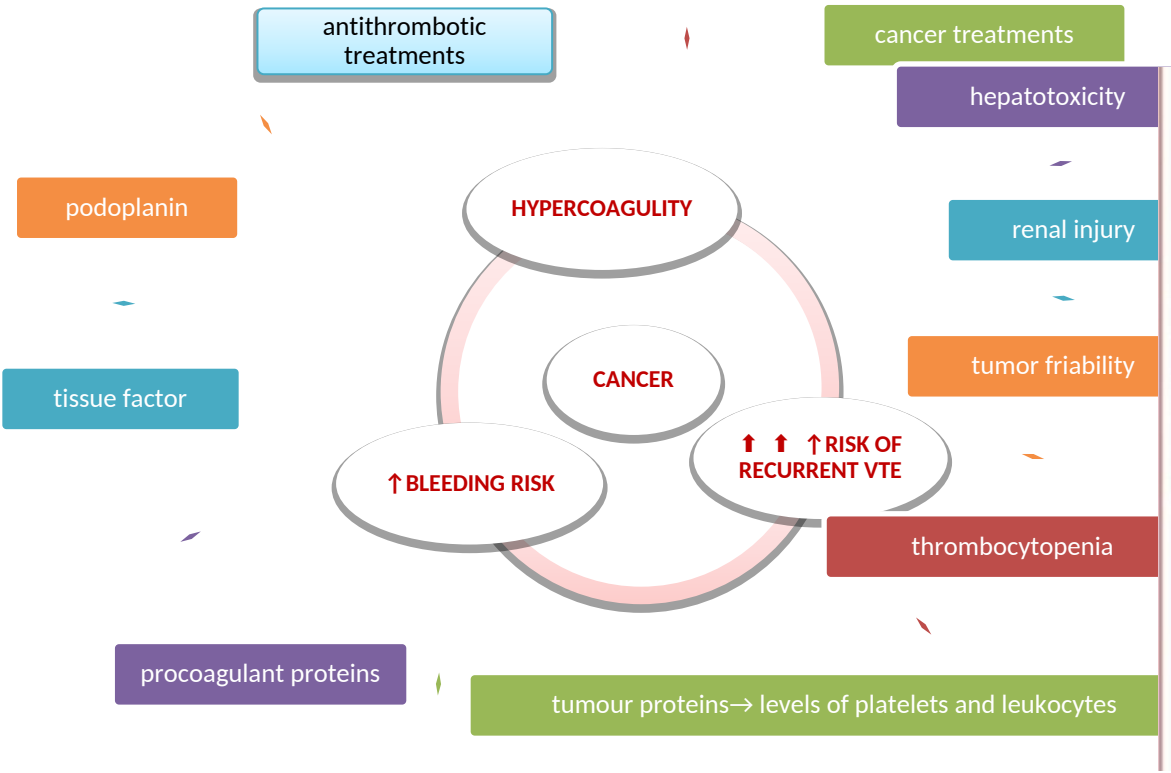 antithrombotic
treatments
cancer treatments
hepatotoxicity
podoplanin
HYPERCOAGULITY
renal injury
tumor friability
CANCER
tissue factor
⬆ ⬆ ↑RISK OF
RECURRENT VTE
↑BLEEDING RISK
thrombocytopenia
procoagulant proteins
tumour proteins→ levels of platelets and leukocytes